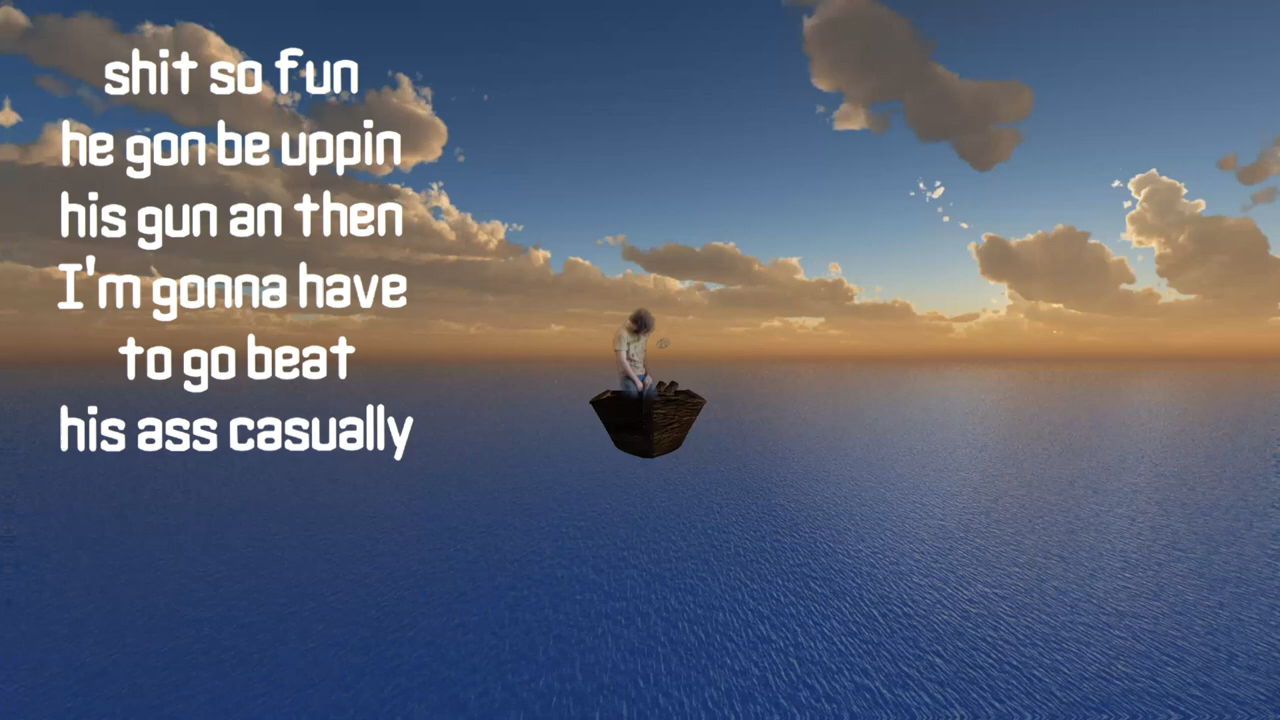 shit so fun
he gon be uppin
his gun an then
I'm gonna have
to go beat
his ass casually